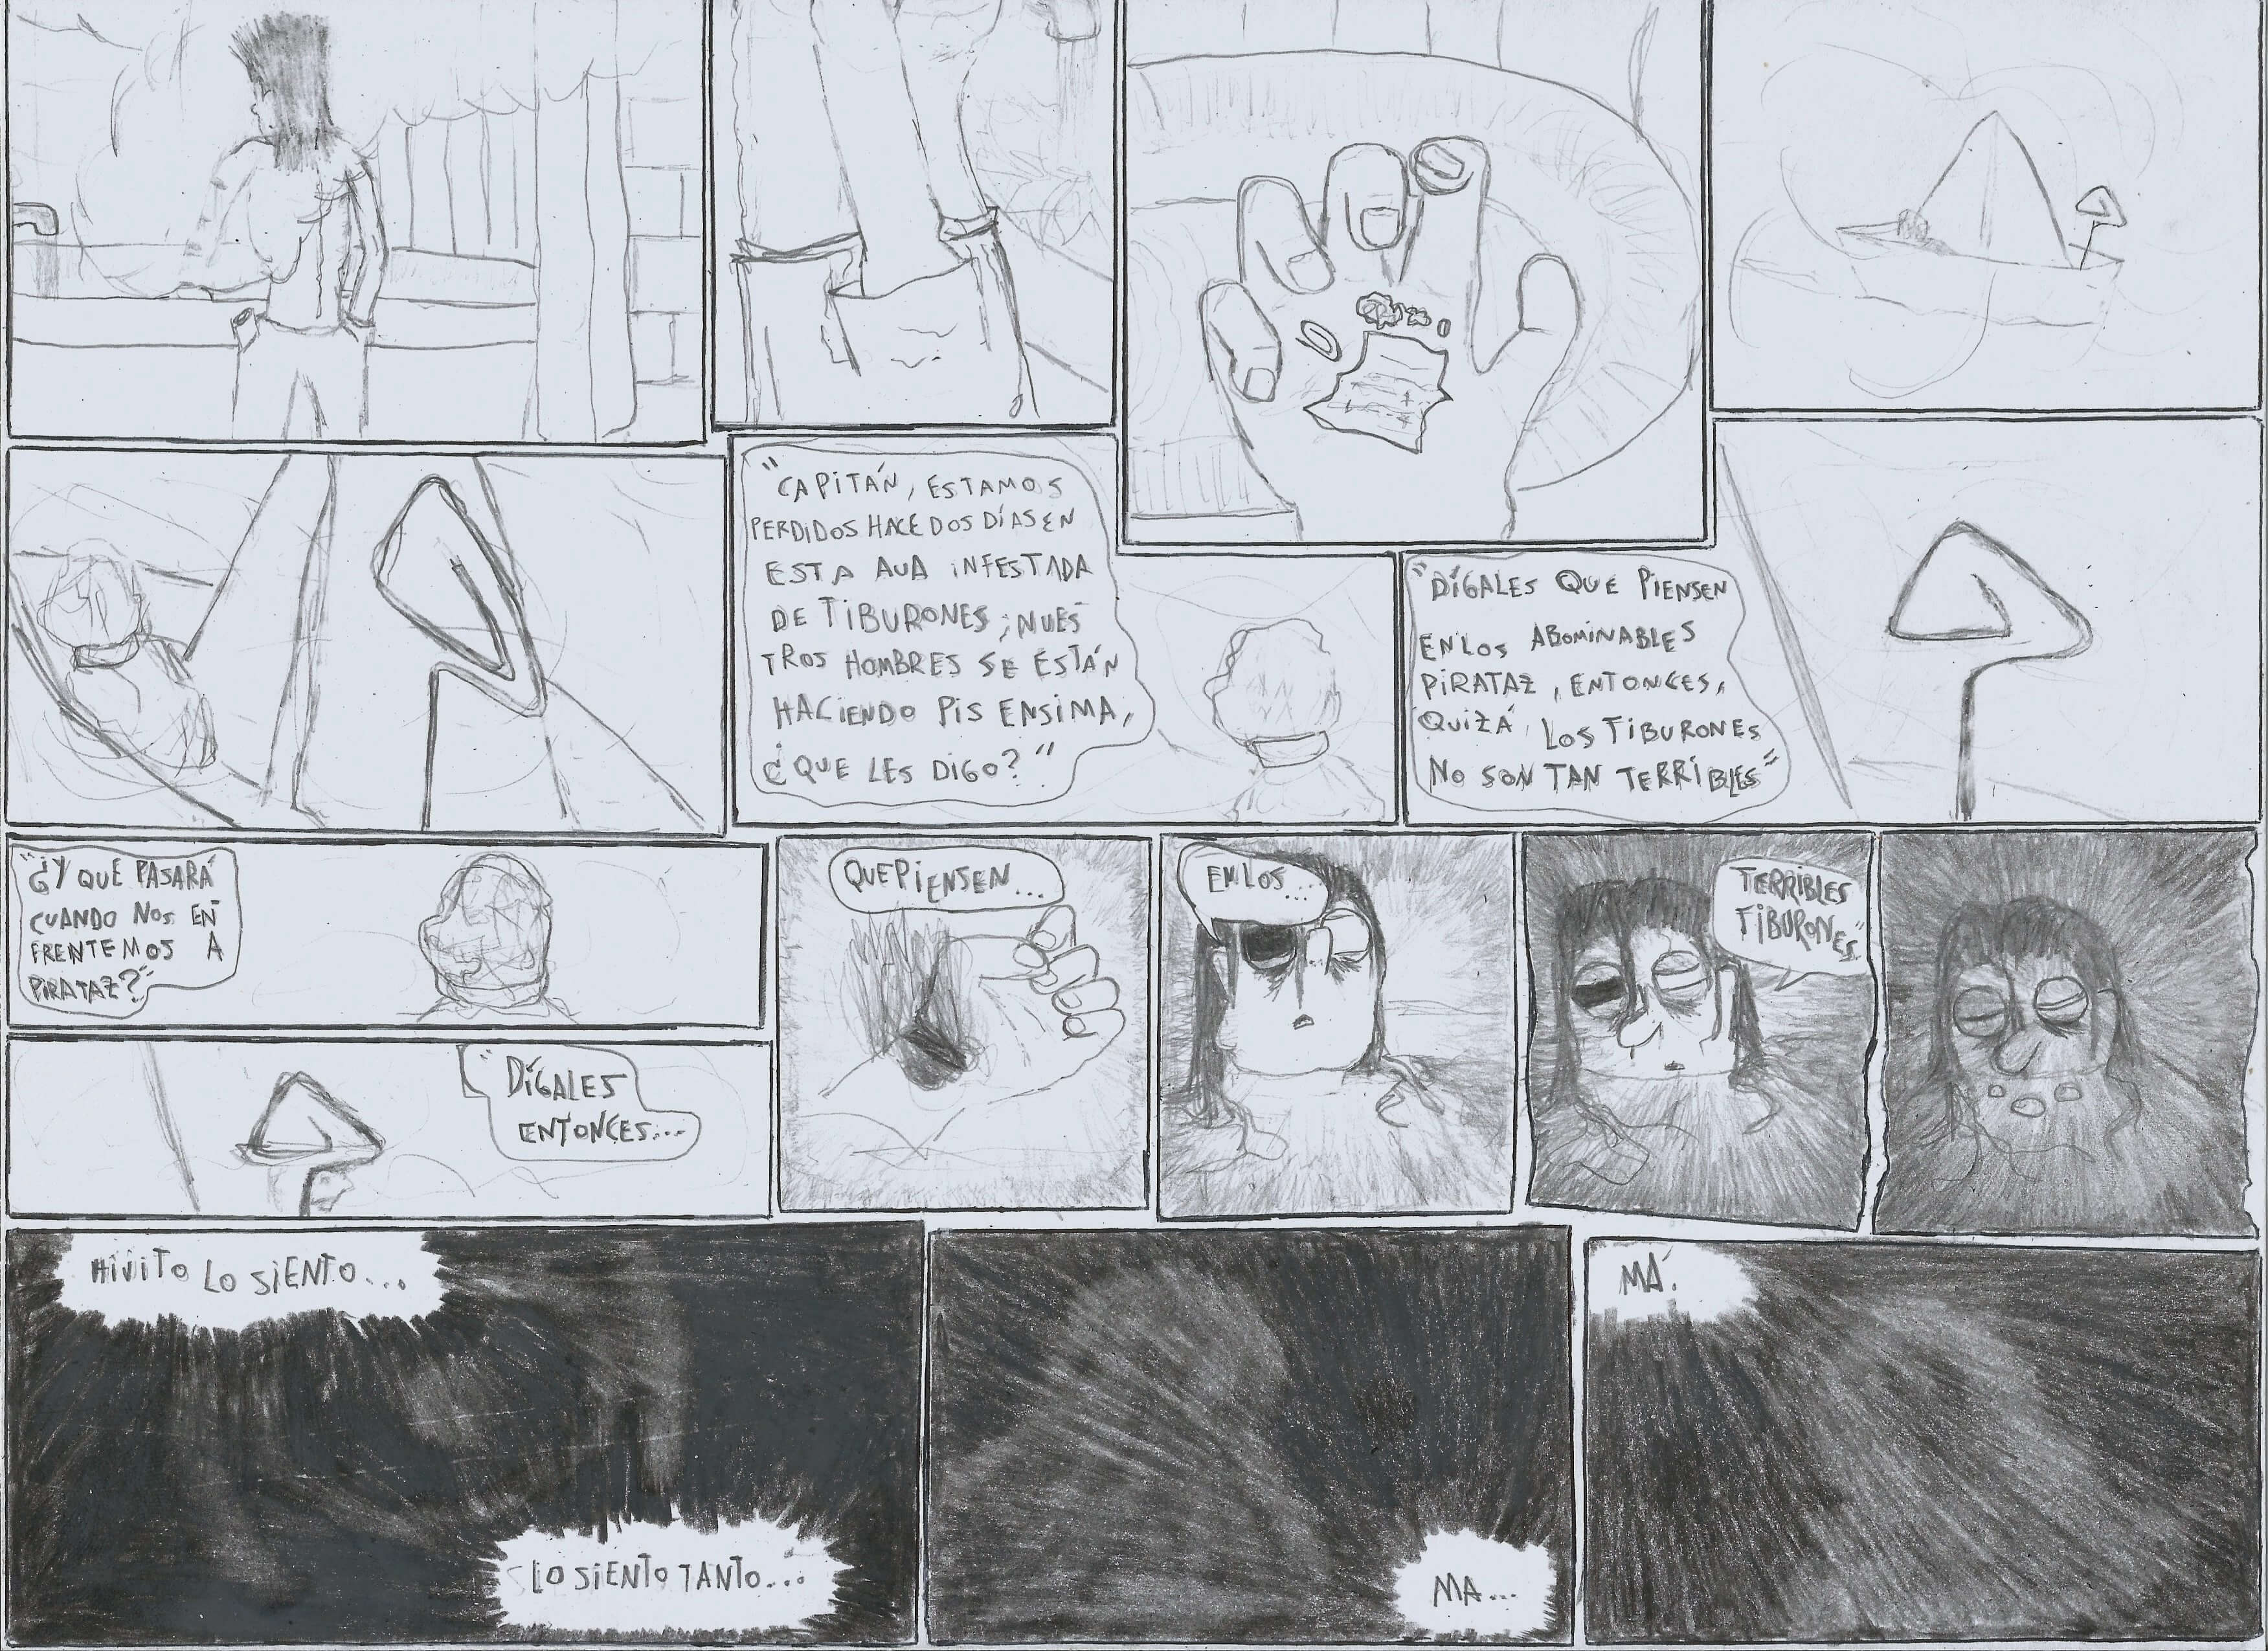 "CAPITÁN, ESTAMOS
PERDIDOS HACE DOS DÍAS EN
ESTA AUA INFESTADA
DE TIBURONES; NUES
TROS HOMBRES SE ESTÁN
HACIENDO PIS ENSIMA,
¿QUE LES DIGO?"
"DÍGALES QUE PIENSEN
EN LOS ABOMINABLES
PIRATAZ, ENTONCES,
QUIZÁ, LOS TIBURONES
NO SON TAN TERRIBLES"
"¿Y QUE PASARÁ
CUANDO NOS EN
FRENTEMOS A
PIRATAZ?"
"DÍGALES
ENTONCES...
QUE PIENSEN...
EN LOS...
TERRIBLES
TIBURONES"
HIJITO LO SIENTO...
LO SIENTO TANTO...
MA...
MÁ.